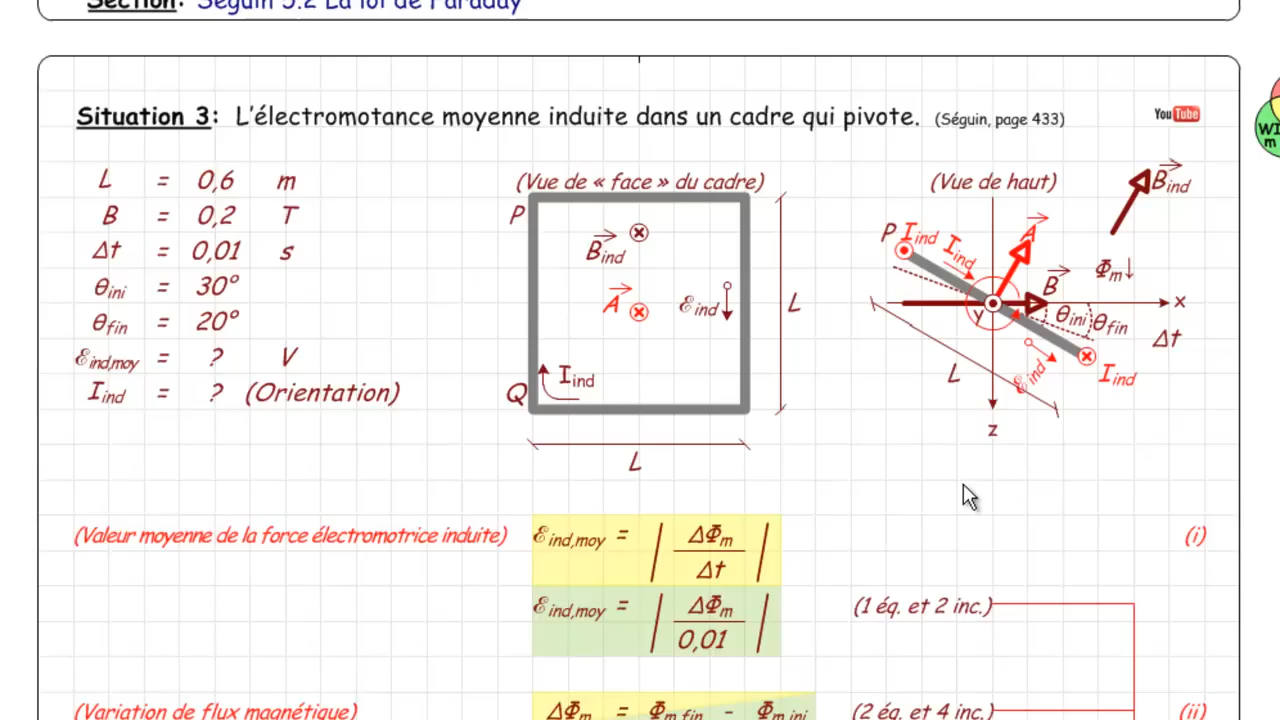 Section: Séguin 5.2 La loi de Faraday
Situation 3: L'électromotance moyenne induite dans un cadre qui pivote. (Séguin, page 433)
YouTube
WI
m
L = 0,6 m
B = 0,2 T
Δt = 0,01 s
θini = 30°
θfin = 20°
ℰind,moy = ? V
Iind = ? (Orientation)
(Vue de « face » du cadre)
P
Bind
A
ℰind
L
Iind
Q
L
(Vue de haut)
Bind
P Iind Iind A
Φm↓
B
x
y
θini θfin
Δt
L
ℰind
Iind
z
(Valeur moyenne de la force électromotrice induite) ℰind,moy = | ΔΦm / Δt | (i)
ℰind,moy = | ΔΦm / 0,01 | (1 éq. et 2 inc.)
(Variation de flux magnétique) ΔΦm = Φm fin - Φm ini (2 éq. et 4 inc.) (ii)